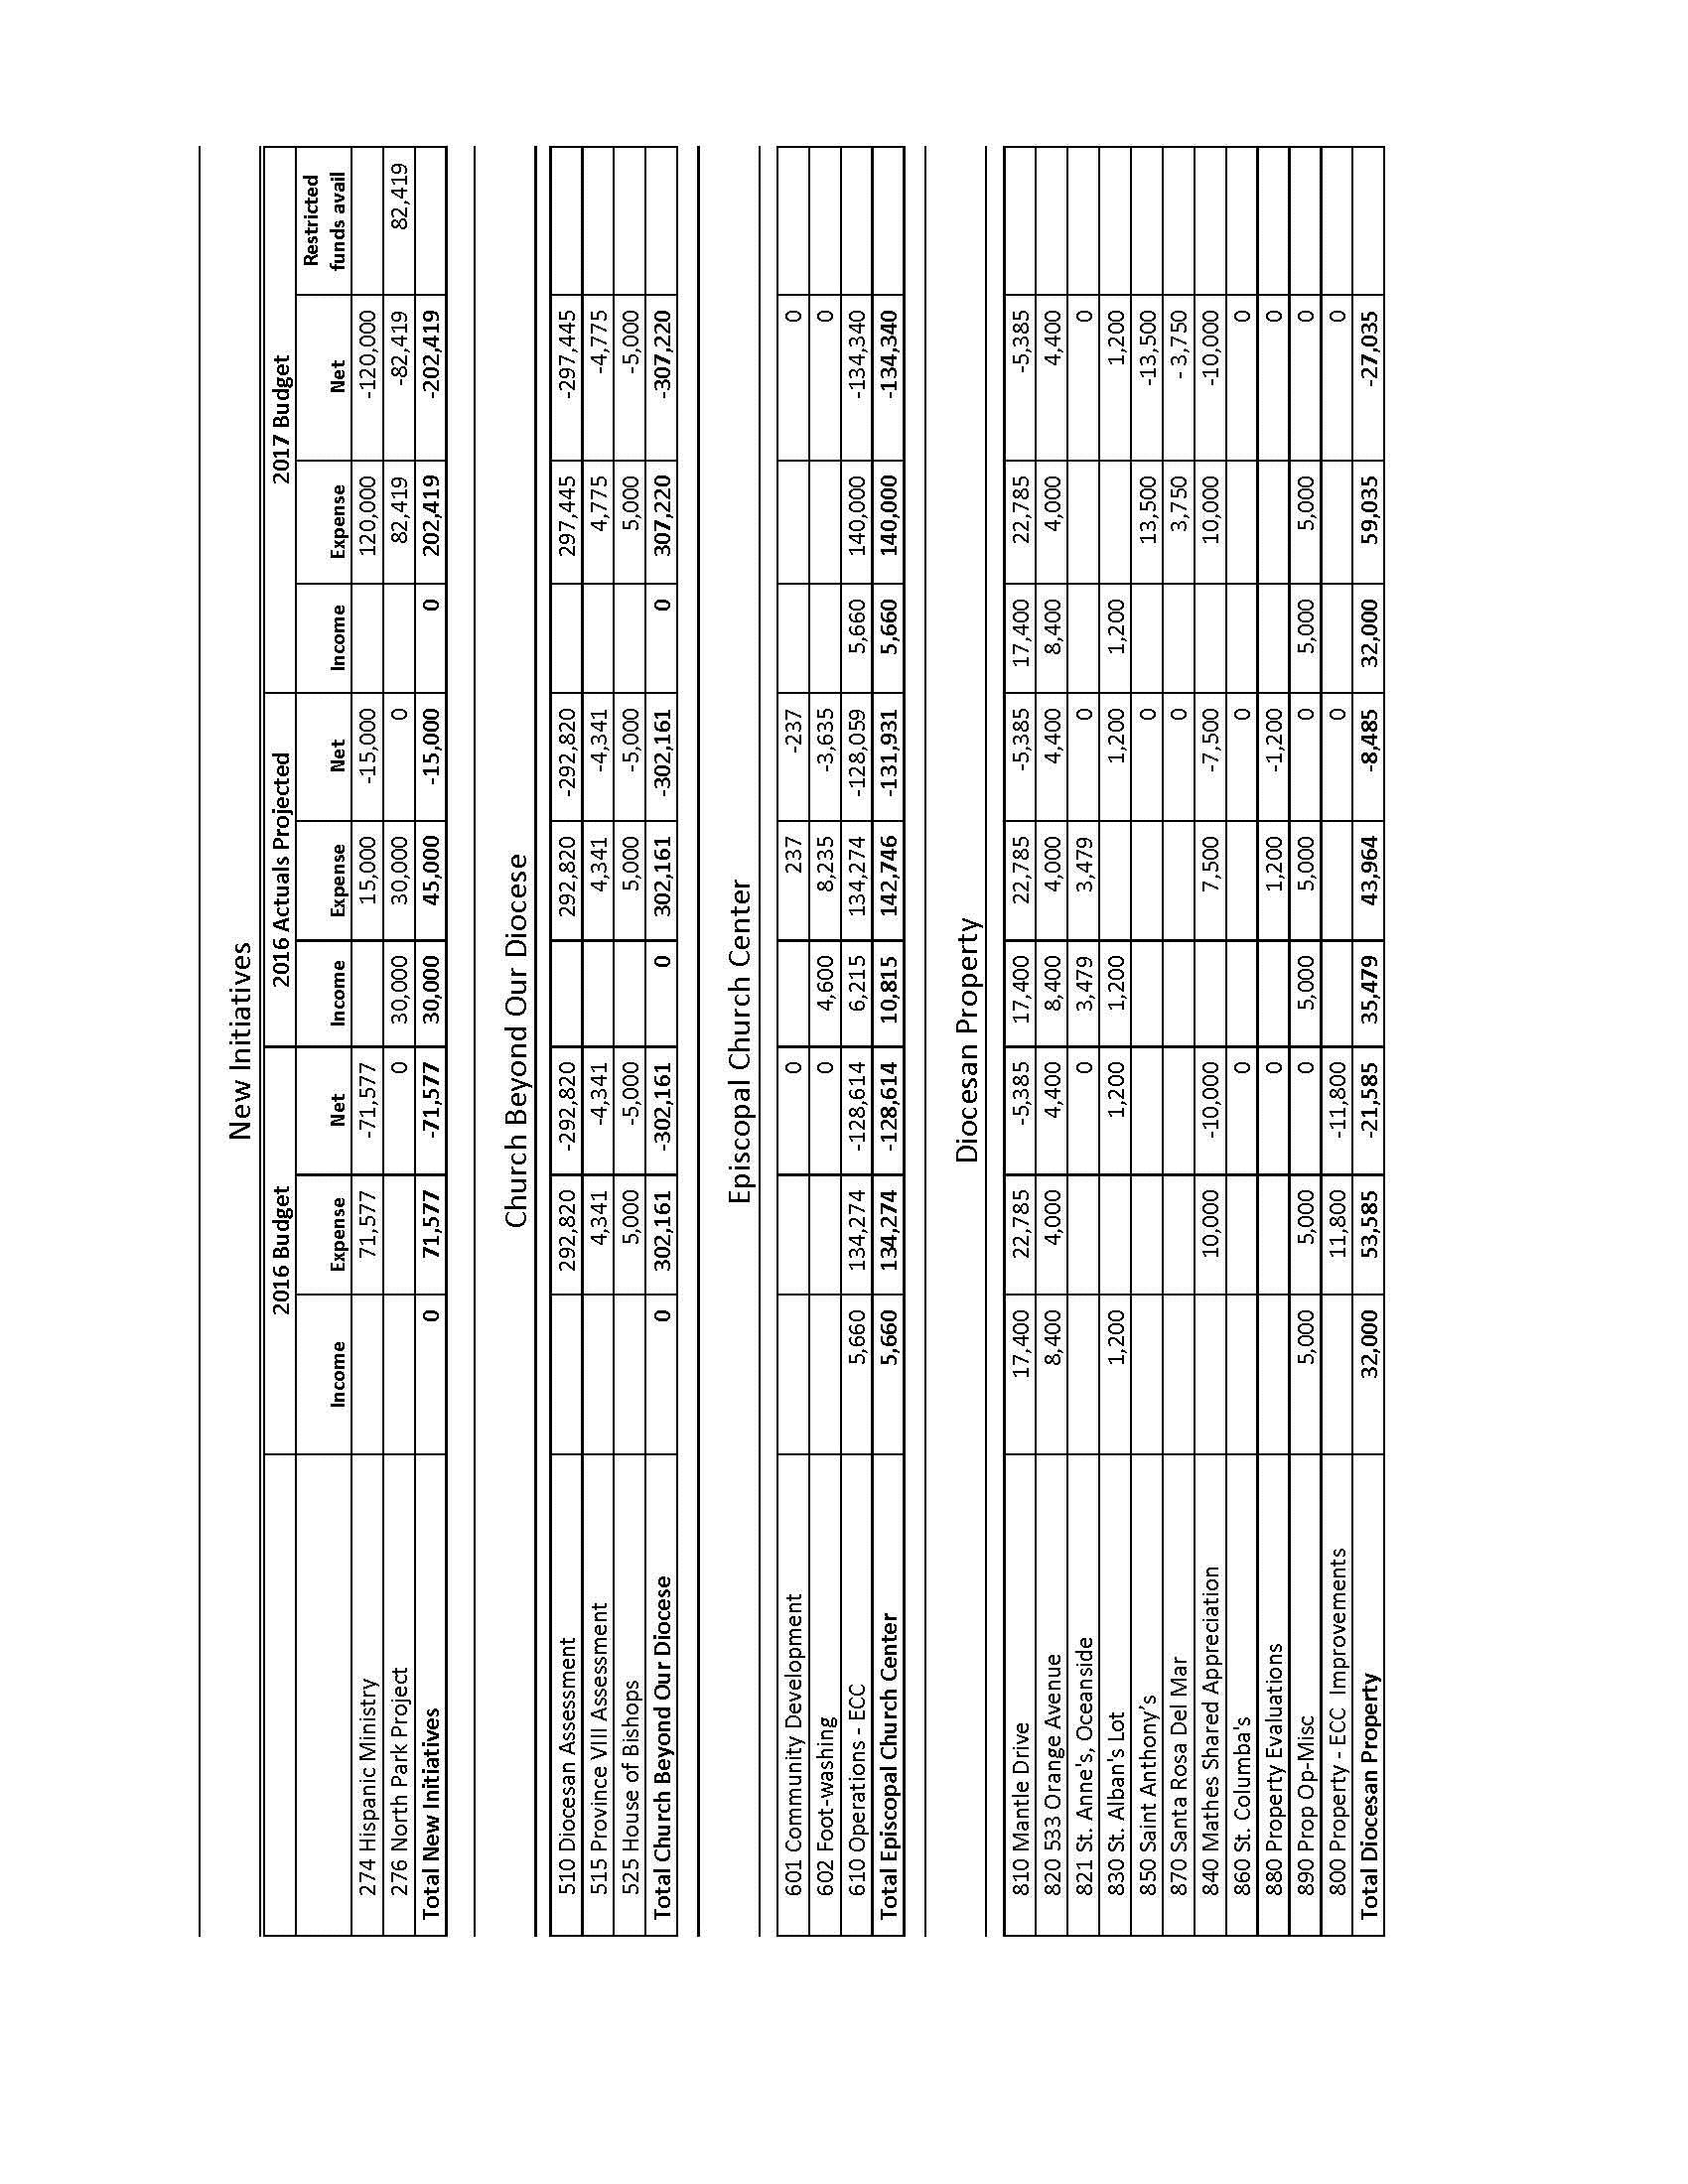 New Initiatives
2016 Budget 2016 Actuals Projected 2017 Budget
Income Expense Net Income Expense Net Income Expense Net Restricted funds avail
274 Hispanic Ministry 71,577 -71,577 15,000 -15,000 120,000 -120,000
276 North Park Project 0 30,000 30,000 0 82,419 -82,419 82,419
Total New Initiatives 0 71,577 -71,577 30,000 45,000 -15,000 0 202,419 -202,419
Church Beyond Our Diocese
510 Diocesan Assessment 292,820 -292,820 292,820 -292,820 297,445 -297,445
515 Province VIII Assessment 4,341 -4,341 4,341 -4,341 4,775 -4,775
525 House of Bishops 5,000 -5,000 5,000 -5,000 5,000 -5,000
Total Church Beyond Our Diocese 0 302,161 -302,161 0 302,161 -302,161 0 307,220 -307,220
Episcopal Church Center
601 Community Development 0 237 -237 0
602 Foot-washing 0 4,600 8,235 -3,635 0
610 Operations - ECC 5,660 134,274 -128,614 6,215 134,274 -128,059 5,660 140,000 -134,340
Total Episcopal Church Center 5,660 134,274 -128,614 10,815 142,746 -131,931 5,660 140,000 -134,340
Diocesan Property
810 Mantle Drive 17,400 22,785 -5,385 17,400 22,785 -5,385 17,400 22,785 -5,385
820 533 Orange Avenue 8,400 4,000 4,400 8,400 4,000 4,400 8,400 4,000 4,400
821 St. Anne's, Oceanside 0 3,479 3,479 0 0
830 St. Alban's Lot 1,200 1,200 1,200 1,200 1,200 1,200
850 Saint Anthony’s 0 13,500 -13,500
870 Santa Rosa Del Mar 0 3,750 - 3,750
840 Mathes Shared Appreciation 10,000 -10,000 7,500 -7,500 10,000 -10,000
860 St. Columba's 0 0 0
880 Property Evaluations 0 1,200 -1,200 0
890 Prop Op-Misc 5,000 5,000 0 5,000 5,000 0 5,000 5,000 0
800 Property - ECC Improvements 11,800 -11,800 0 0
Total Diocesan Property 32,000 53,585 -21,585 35,479 43,964 -8,485 32,000 59,035 -27,035